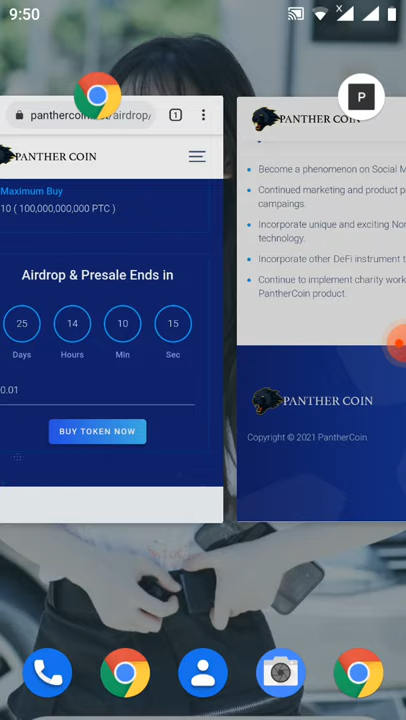 9:50
panthercoin
/airdrop/
1
PANTHER COIN
Maximum Buy
10 ( 100,000,000,000 PTC )
Airdrop & Presale Ends in
25
14
10
15
Days
Hours
Min
Sec
0.01
BUY TOKEN NOW
P
PANTHER
Become a phenomenon on Social M
Continued marketing and product p
campaings.
Incorporate unique and exciting Non
technology.
Incorporate other DeFi instrument t
Continue to implement charity work
PantherCoin product.
PANTHER COIN
Copyright © 2021 PantherCoin.